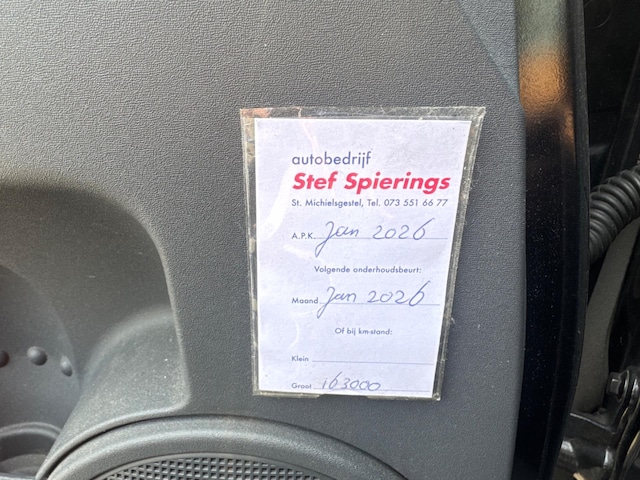 autobedrijf
Stef Spierings
St. Michielsgestel, Tel. 073 551 66 77
A.P.K. Jan 2026
Volgende onderhoudsbeurt:
Maand Jan 2026
Of bij km-stand:
Klein
Groot 163000